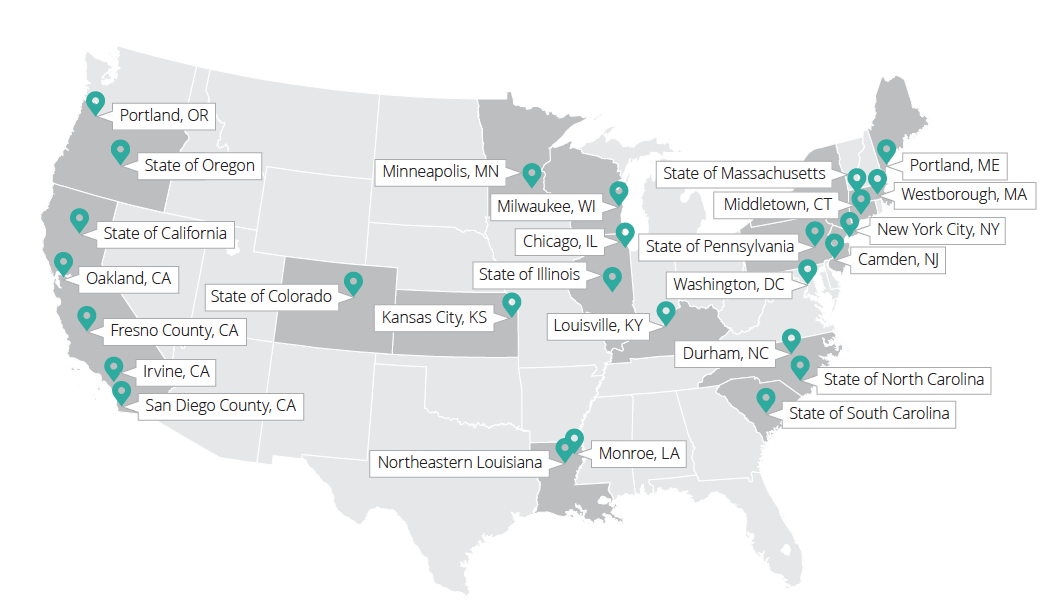 Portland, OR
State of Oregon
Minneapolis, MN
State of Massachusetts
Portland, ME
Westborough, MA
Milwaukee, WI
Middletown, CT
State of California
Chicago, IL
State of Pennsylvania
New York City, NY
Camden, NJ
Oakland, CA
State of Illinois
Washington, DC
State of Colorado
Kansas City, KS
Louisville, KY
Fresno County, CA
Durham, NC
Irvine, CA
State of North Carolina
San Diego County, CA
State of South Carolina
Northeastern Louisiana
Monroe, LA